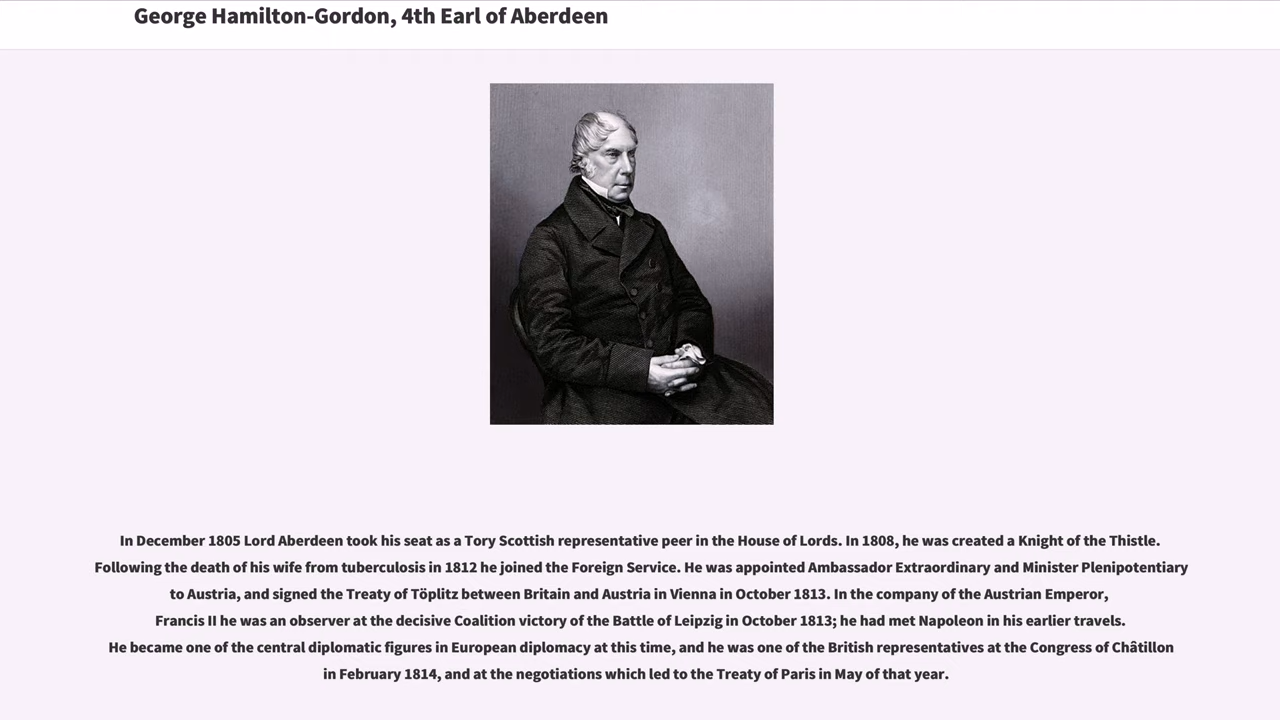 George Hamilton-Gordon, 4th Earl of Aberdeen
In December 1805 Lord Aberdeen took his seat as a Tory Scottish representative peer in the House of Lords. In 1808, he was created a Knight of the Thistle.
Following the death of his wife from tuberculosis in 1812 he joined the Foreign Service. He was appointed Ambassador Extraordinary and Minister Plenipotentiary
to Austria, and signed the Treaty of Töplitz between Britain and Austria in Vienna in October 1813. In the company of the Austrian Emperor,
Francis II he was an observer at the decisive Coalition victory of the Battle of Leipzig in October 1813; he had met Napoleon in his earlier travels.
He became one of the central diplomatic figures in European diplomacy at this time, and he was one of the British representatives at the Congress of Châtillon
in February 1814, and at the negotiations which led to the Treaty of Paris in May of that year.